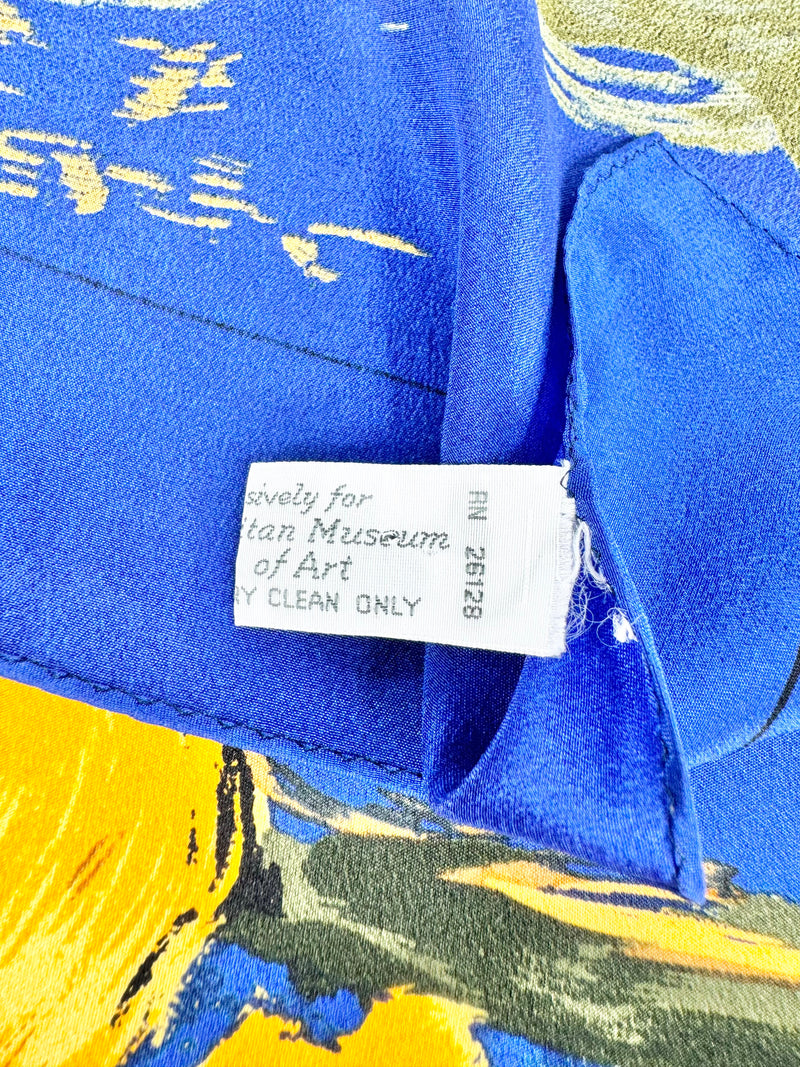 sively for
itan Museum
of Art
Y CLEAN ONLY
RN 26128